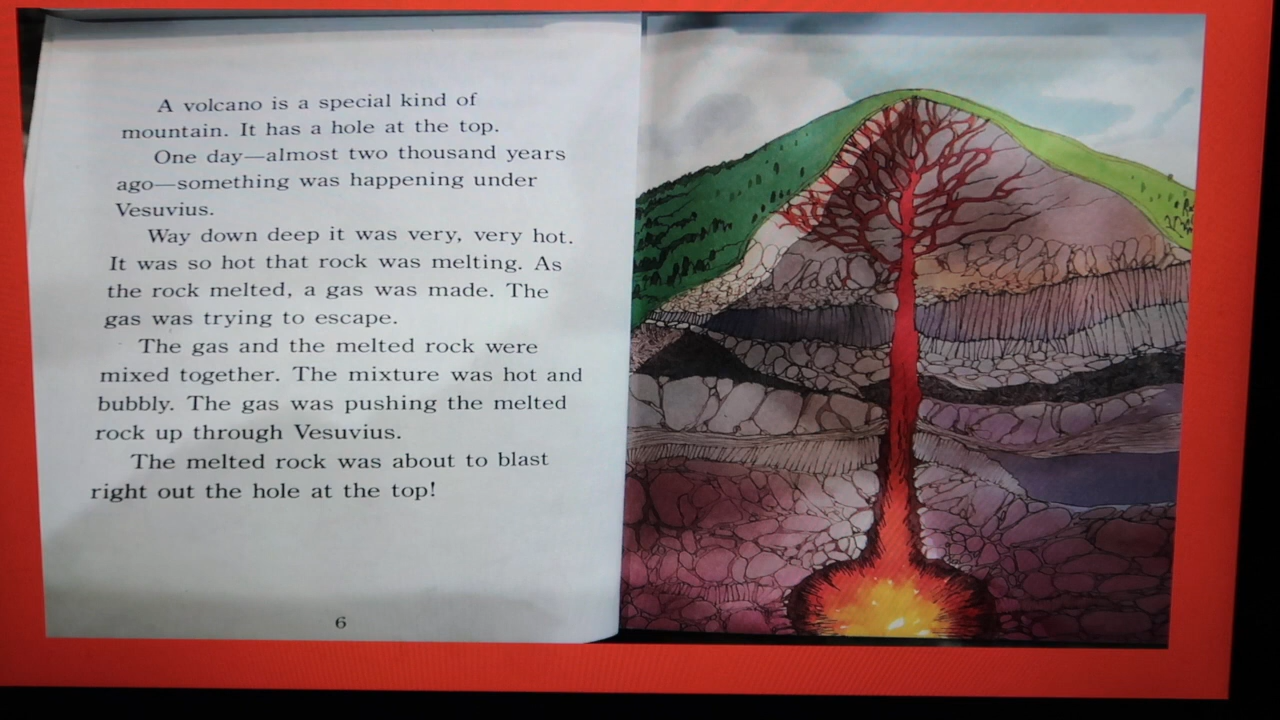 A volcano is a special kind of
mountain. It has a hole at the top.
One day—almost two thousand years
ago—something was happening under
Vesuvius.
Way down deep it was very, very hot.
It was so hot that rock was melting. As
the rock melted, a gas was made. The
gas was trying to escape.
The gas and the melted rock were
mixed together. The mixture was hot and
bubbly. The gas was pushing the melted
rock up through Vesuvius.
The melted rock was about to blast
right out the hole at the top!
6